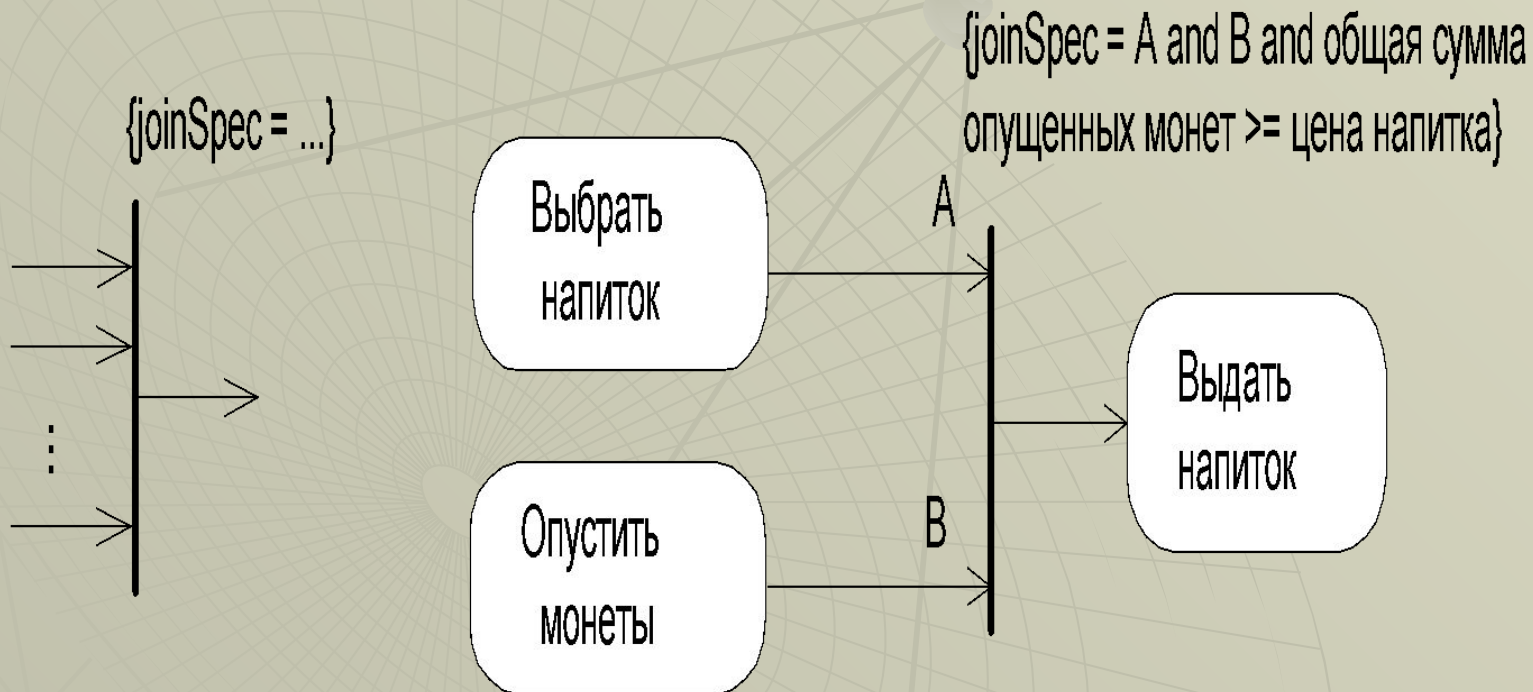 {joinSpec = ...}
{joinSpec = A and B and общая сумма
опущенных монет >= цена напитка}
Выбрать
напиток
A
Выдать
напиток
B
Опустить
монеты